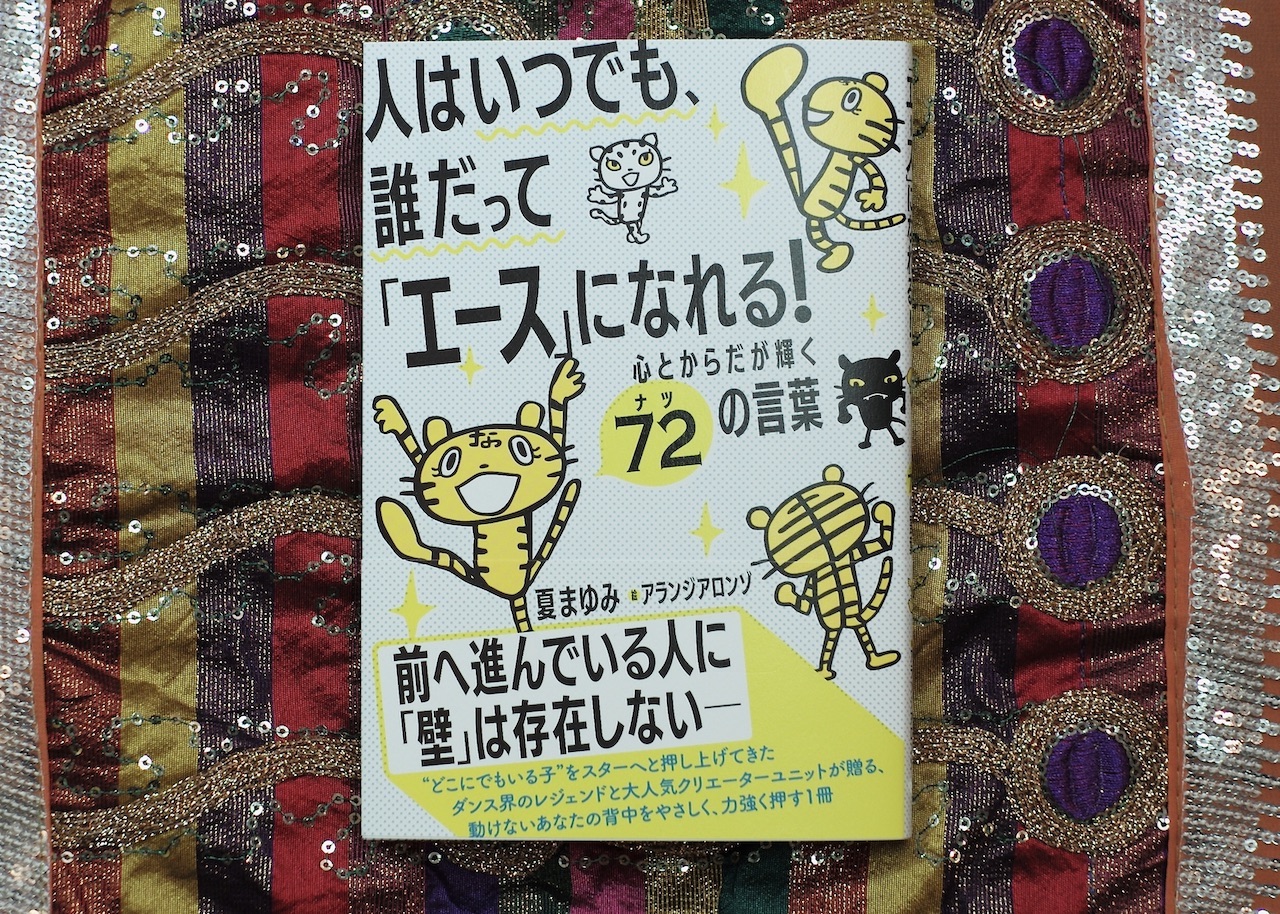 人はいつでも、
誰だって
「エース」になれる!
心とからだが輝く
ナツ
72の言葉
な
夏まゆみ 絵 アランジアロンゾ
前へ進んでいる人に
「壁」は存在しない―
“どこにでもいる子”をスターへと押し上げてきた
ダンス界のレジェンドと大人気クリエーターユニットが贈る、
動けないあなたの背中をやさしく、力強く押す1冊